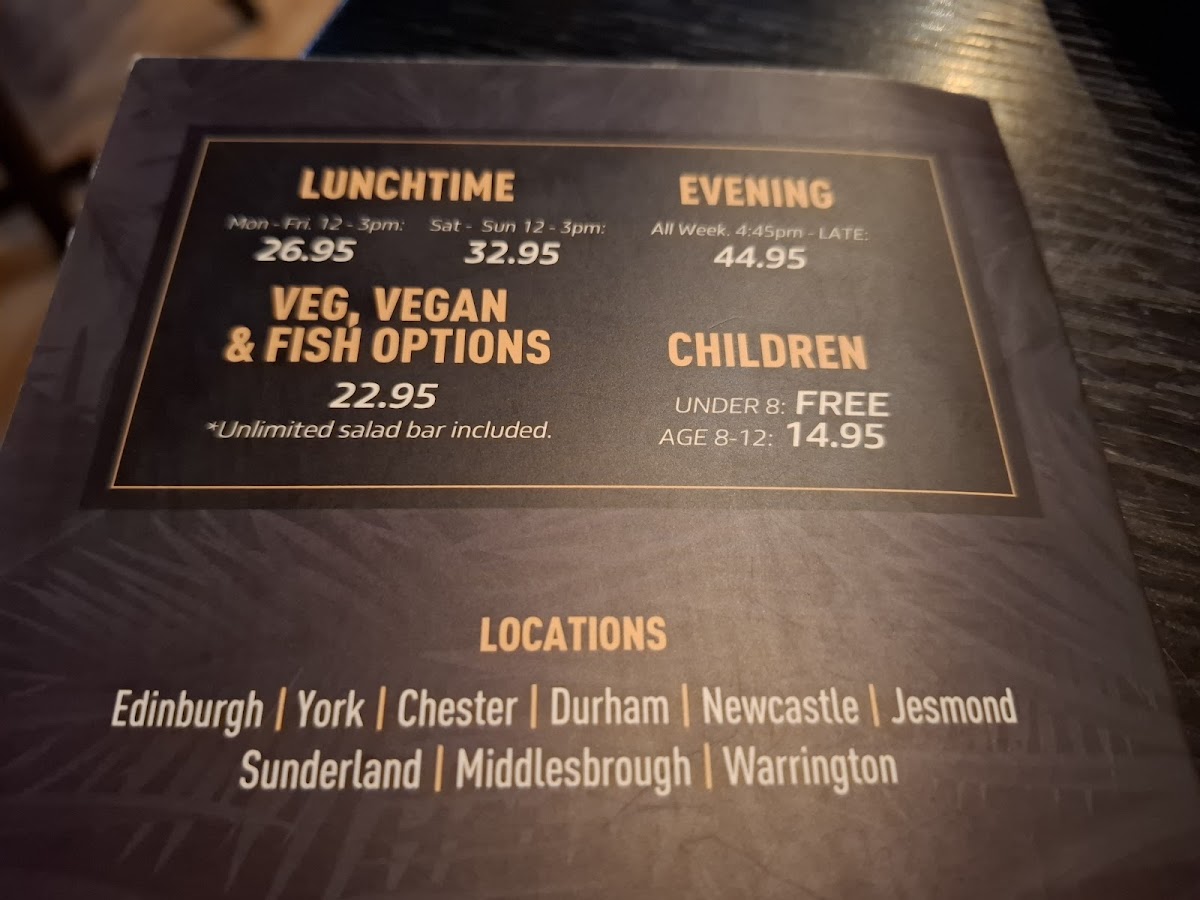 LUNCHTIME
Mon - Fri. 12 - 3pm: Sat - Sun 12 - 3pm:
26.95 32.95
EVENING
All Week. 4:45pm - LATE:
44.95
VEG, VEGAN
& FISH OPTIONS
22.95
*Unlimited salad bar included.
CHILDREN
UNDER 8: FREE
AGE 8-12: 14.95
LOCATIONS
Edinburgh | York | Chester | Durham | Newcastle | Jesmond
Sunderland | Middlesbrough | Warrington